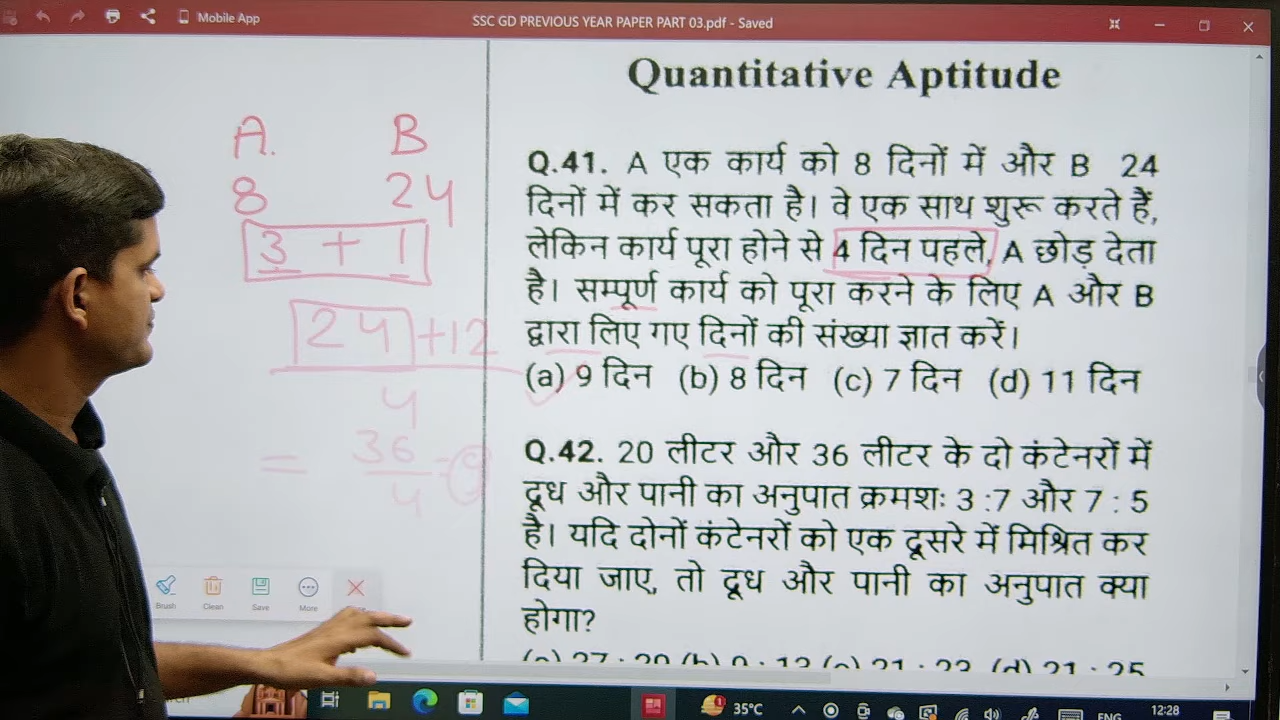 Mobile App
SSC GD PREVIOUS YEAR PAPER PART 03.pdf - Saved
Quantitative Aptitude
A. B
8 24
3 + 1
24 +12
4
= 36
4
Q.41. A एक कार्य को 8 दिनों में और B 24
दिनों में कर सकता है। वे एक साथ शुरू करते हैं,
लेकिन कार्य पूरा होने से 4 दिन पहले, A छोड़ देता
है। सम्पूर्ण कार्य को पूरा करने के लिए A और B
द्वारा लिए गए दिनों की संख्या ज्ञात करें।
(a) 9 दिन (b) 8 दिन (c) 7 दिन (d) 11 दिन
Q.42. 20 लीटर और 36 लीटर के दो कंटेनरों में
दूध और पानी का अनुपात क्रमशः 3 :7 और 7 : 5
है। यदि दोनों कंटेनरों को एक दूसरे में मिश्रित कर
दिया जाए, तो दूध और पानी का अनुपात क्या
होगा?
Brush Clean Save More
35°C ENG 12:28